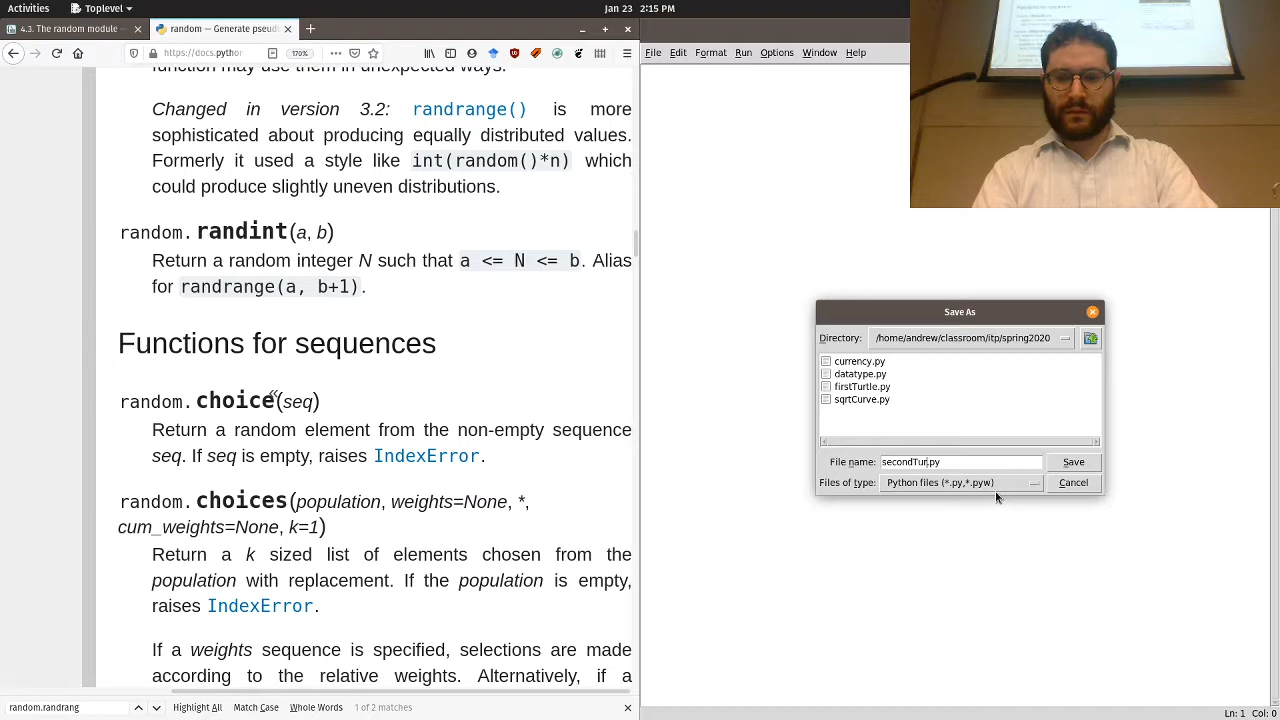 Activities
Toplevel
Jan 23 2:15 PM
2.3. The random module —
random — Generate pseudo
https://docs.python
170%
File Edit Format Run Options Window Help
function may use them in unexpected ways.
Changed in version 3.2: randrange() is more
sophisticated about producing equally distributed values.
Formerly it used a style like int(random()*n) which
could produce slightly uneven distributions.
random.randint(a, b)
Return a random integer N such that a <= N <= b. Alias
for randrange(a, b+1).
Functions for sequences
random.choice(seq)
Return a random element from the non-empty sequence
seq. If seq is empty, raises IndexError.
random.choices(population, weights=None, *,
cum_weights=None, k=1)
Return a k sized list of elements chosen from the
population with replacement. If the population is empty,
raises IndexError.
If a weights sequence is specified, selections are made
according to the relative weights. Alternatively, if a
random.randrang
Highlight All Match Case Whole Words 1 of 2 matches
Save As
Directory: /home/andrew/classroom/itp/spring2020
currency.py
datatype.py
firstTurtle.py
sqrtCurve.py
File name: secondTur.py Save
Files of type: Python files (*.py,*.pyw) Cancel
Ln: 1 Col: 0